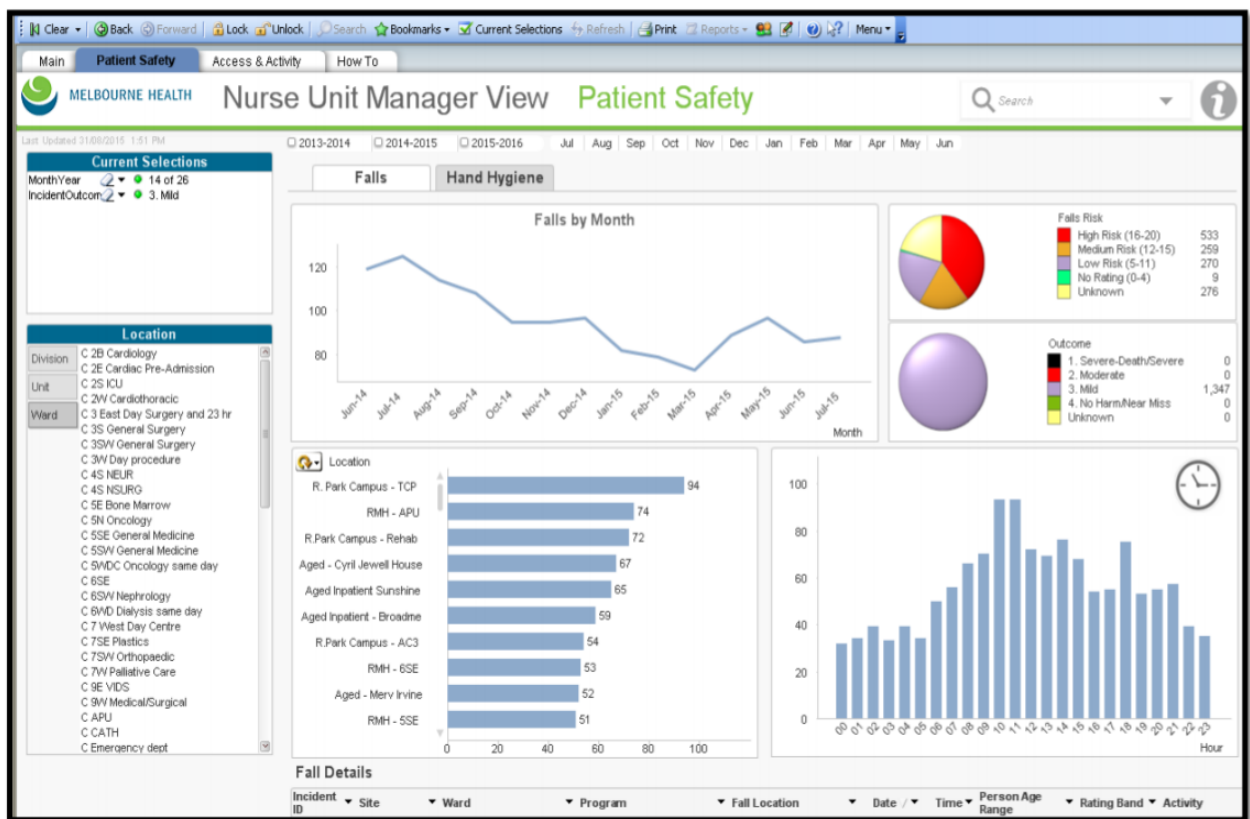 Clear Back Forward Lock Unlock Search Bookmarks Current Selections Refresh Print Reports Menu
Main Patient Safety Access & Activity How To
MELBOURNE HEALTH Nurse Unit Manager View Patient Safety Search
Last Updated 31/08/2015 1:51 PM
2013-2014 2014-2015 2015-2016 Jul Aug Sep Oct Nov Dec Jan Feb Mar Apr May Jun
Current Selections
MonthYear 14 of 26
IncidentOutcom 3. Mild
Location
Division
Unit
Ward
C 2B Cardiology
C 2E Cardiac Pre-Admission
C 2S ICU
C 2W Cardiothoracic
C 3 East Day Surgery and 23 hr
C 3S General Surgery
C 3SW General Surgery
C 3W Day procedure
C 4S NEUR
C 4S NSURG
C 5E Bone Marrow
C 5N Oncology
C 5SE General Medicine
C 5SW General Medicine
C 5WDC Oncology same day
C 6SE
C 6SW Nephrology
C 6WD Dialysis same day
C 7 West Day Centre
C 7SE Plastics
C 7SW Orthopaedic
C 7W Palliative Care
C 9E VIDS
C 9W Medical/Surgical
C APU
C CATH
C Emergency dept
Falls Hand Hygiene
Falls by Month
120
100
80
Jun-14 Jul-14 Aug-14 Sep-14 Oct-14 Nov-14 Dec-14 Jan-15 Feb-15 Mar-15 Apr-15 May-15 Jun-15 Jul-15
Month
Falls Risk
High Risk (16-20) 533
Medium Risk (12-15) 259
Low Risk (5-11) 270
No Rating (0-4) 9
Unknown 276
Outcome
1. Severe-Death/Severe 0
2. Moderate 0
3. Mild 1,347
4. No Harm/Near Miss 0
Unknown 0
Location
R. Park Campus - TCP 94
RMH - APU 74
R.Park Campus - Rehab 72
Aged - Cyril Jewell House 67
Aged Inpatient Sunshine 65
Aged Inpatient - Broadme 59
R.Park Campus - AC3 54
RMH - 6SE 53
Aged - Merv Irvine 52
RMH - 5SE 51
0 20 40 60 80 100
100
80
60
40
20
0
00 01 02 03 04 05 06 07 08 09 10 11 12 13 14 15 16 17 18 19 20 21 22 23
Hour
Fall Details
Incident ID Site Ward Program Fall Location Date / Time Person Age Range Rating Band Activity